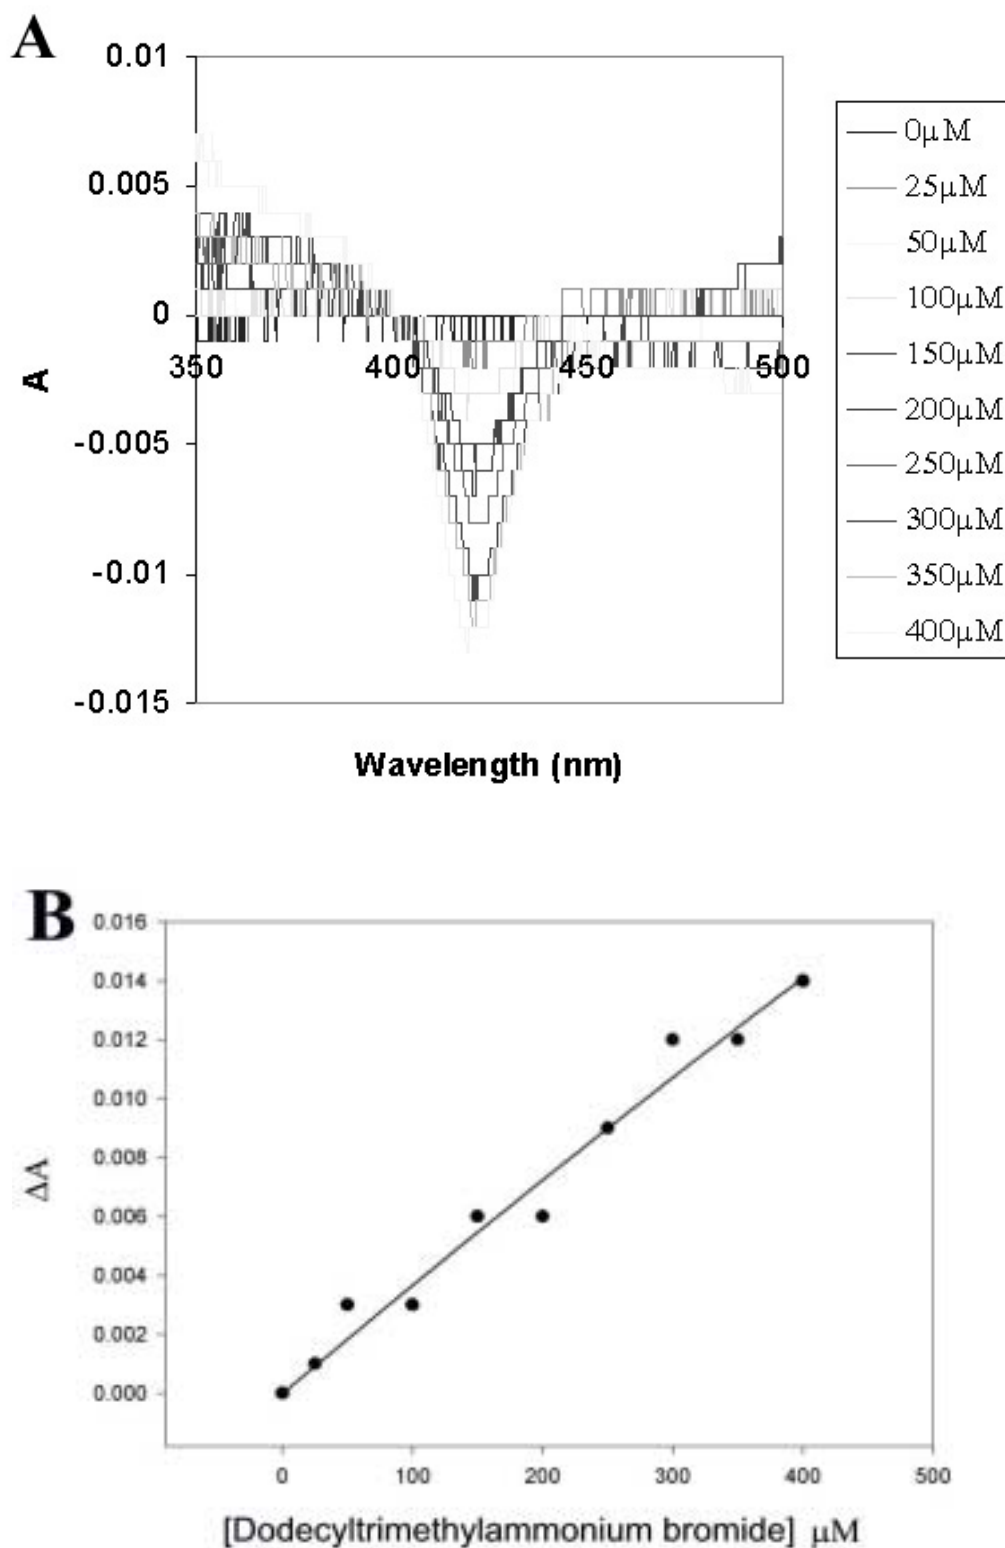 A
0.01
0.005
0
-0.005
-0.01
-0.015
350
400
450
500
A
Wavelength (nm)
0μM
25μM
50μM
100μM
150μM
200μM
250μM
300μM
350μM
400μM
B
0.016
0.014
0.012
0.010
0.008
0.006
0.004
0.002
0.000
ΔA
0
100
200
300
400
500
[Dodecyltrimethylammonium bromide] μM